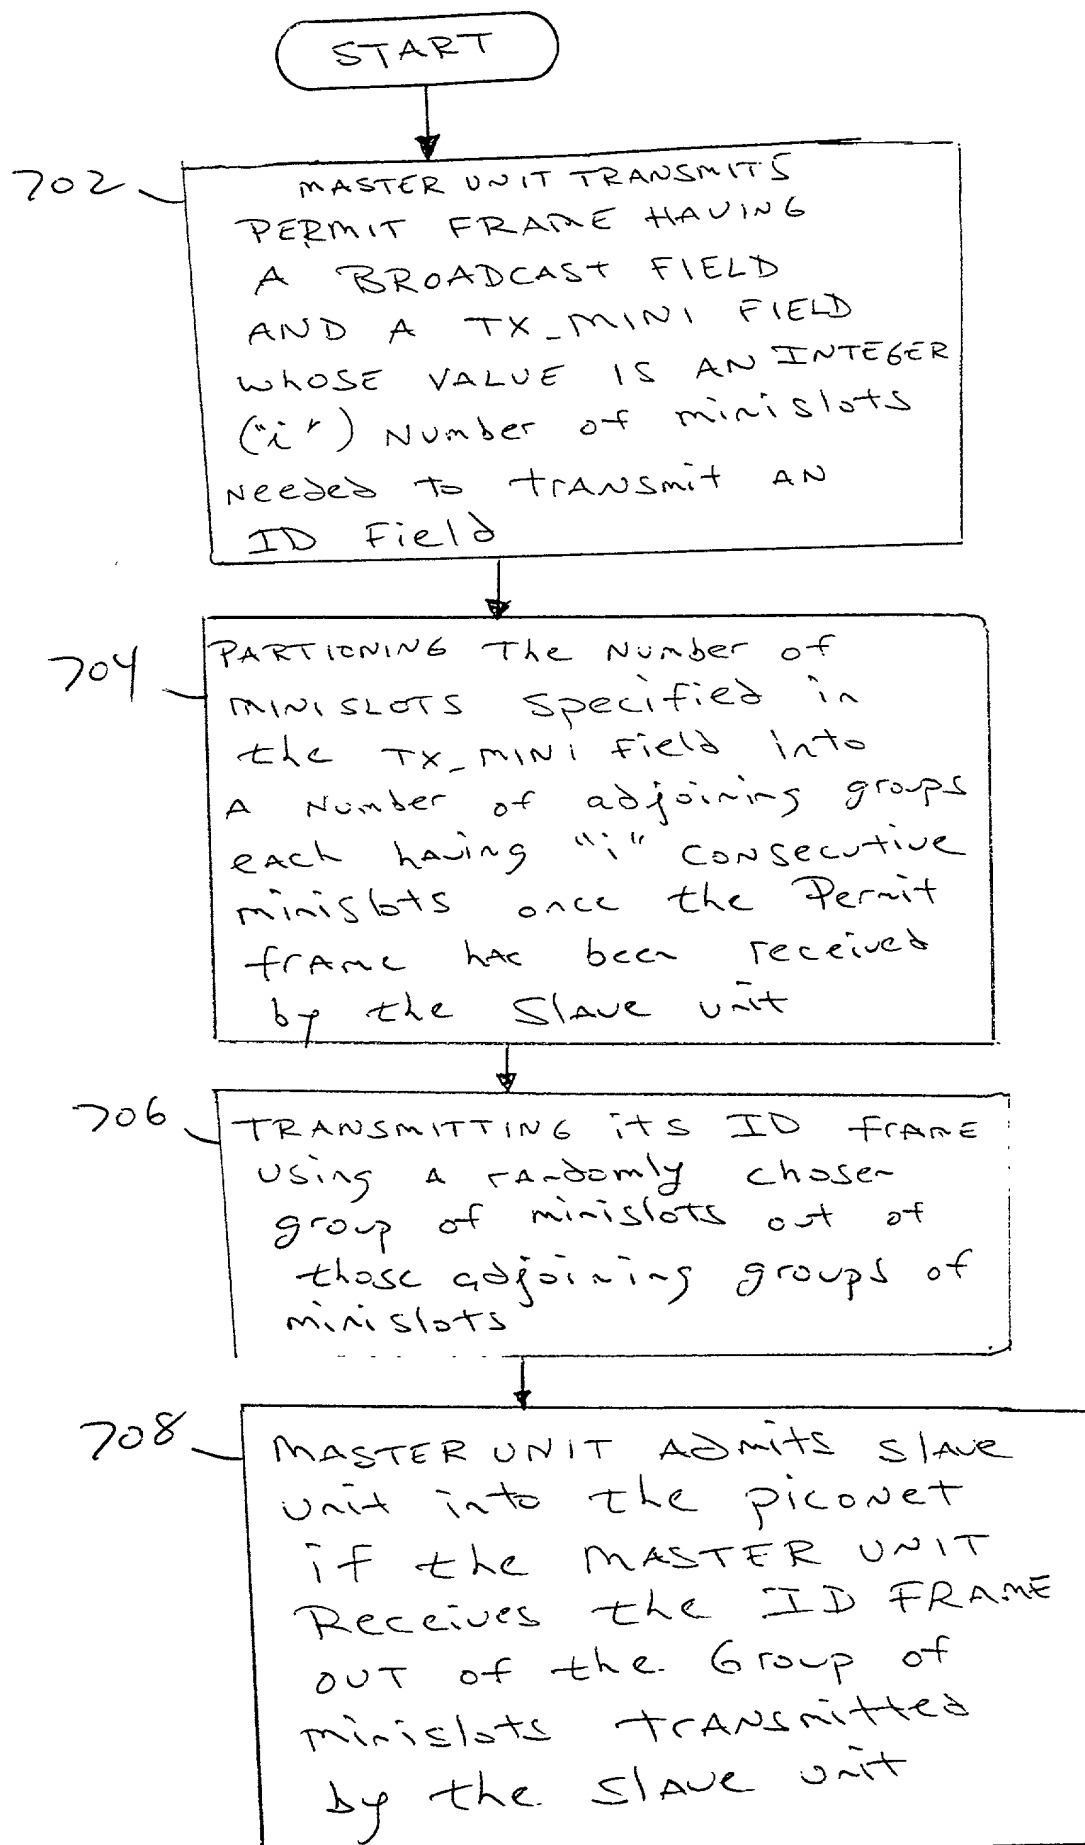 START
702
MASTER UNIT TRANSMITS
PERMIT FRAME HAVING
A BROADCAST FIELD
AND A TX_MINI FIELD
WHOSE VALUE IS AN INTEGER
("i") Number of minislots
Needed to transmit AN
ID Field
704
PARTIONING The Number of
MINISLOTS Specified in
the TX_MINI Field into
A Number of adjoining groups
each having "i" consecutive
minislots once the Permit
frame has been received
by the Slave unit
706
TRANSMITTING its ID frame
using a randomly chosen
group of minislots out of
those adjoining groups of
minislots
708
MASTER UNIT Admits slave
unit into the piconet
if the MASTER UNIT
Receives the ID FRAME
OUT of the Group of
minislots transmitted
by the slave unit